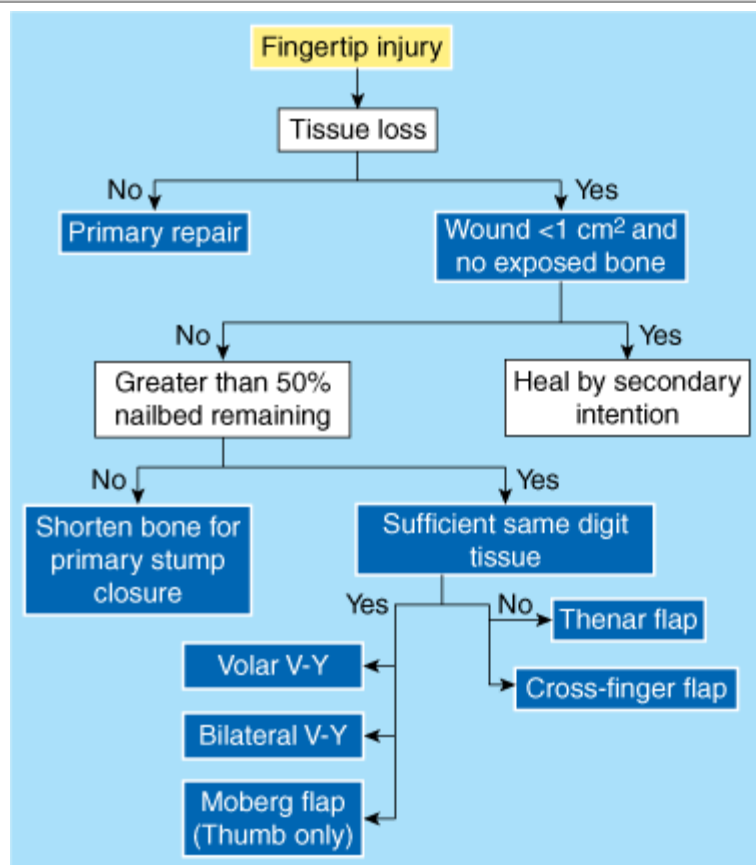 Fingertip injury
Tissue loss
No
Yes
Primary repair
Wound <1 cm² and
no exposed bone
No
Yes
Greater than 50%
nailbed remaining
Heal by secondary
intention
No
Yes
Shorten bone for
primary stump
closure
Sufficient same digit
tissue
Yes
No
Thenar flap
Volar V-Y
Cross-finger flap
Bilateral V-Y
Moberg flap
(Thumb only)